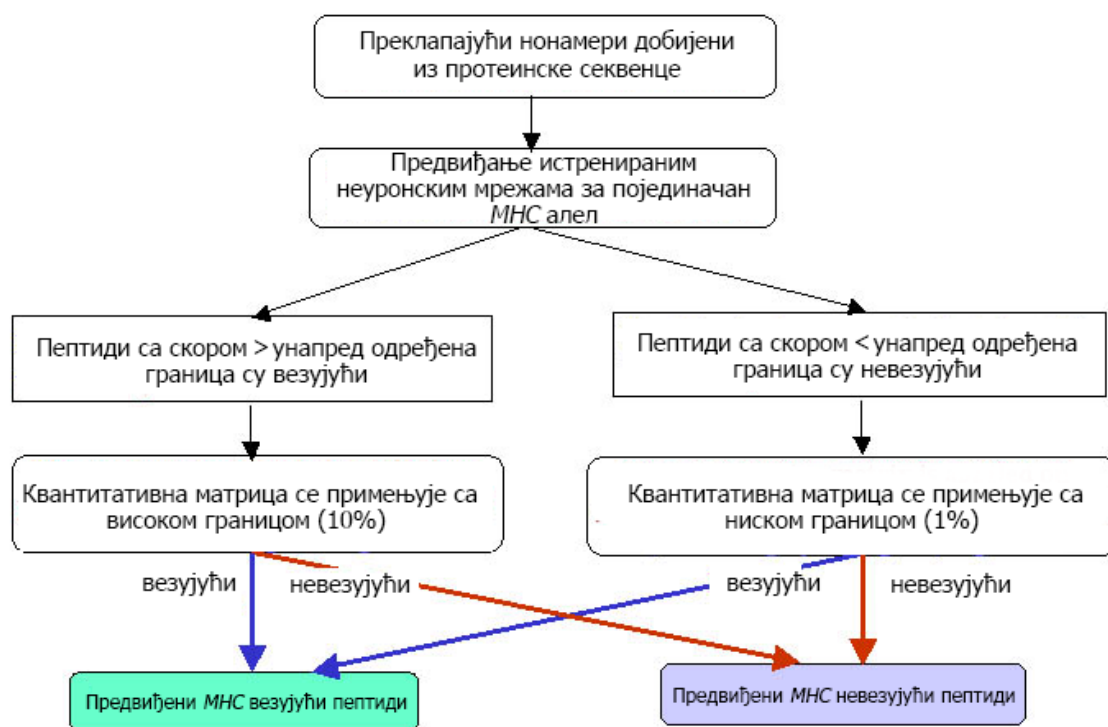 Преклапајући нонамери добијени
из протеинске секвенце
Предвиђање истренираним
неуронским мрежама за појединачан
MHC алел
Пептиди са скором > унапред одређена
граница су везујући
Пептиди са скором < унапред одређена
граница су невезујући
Квантитативна матрица се примењује са
високом границом (10%)
Квантитативна матрица се примењује са
ниском границом (1%)
везујући
невезујући
везујући
невезујући
Предвиђени MHC везујући пептиди
Предвиђени MHC невезујући пептиди